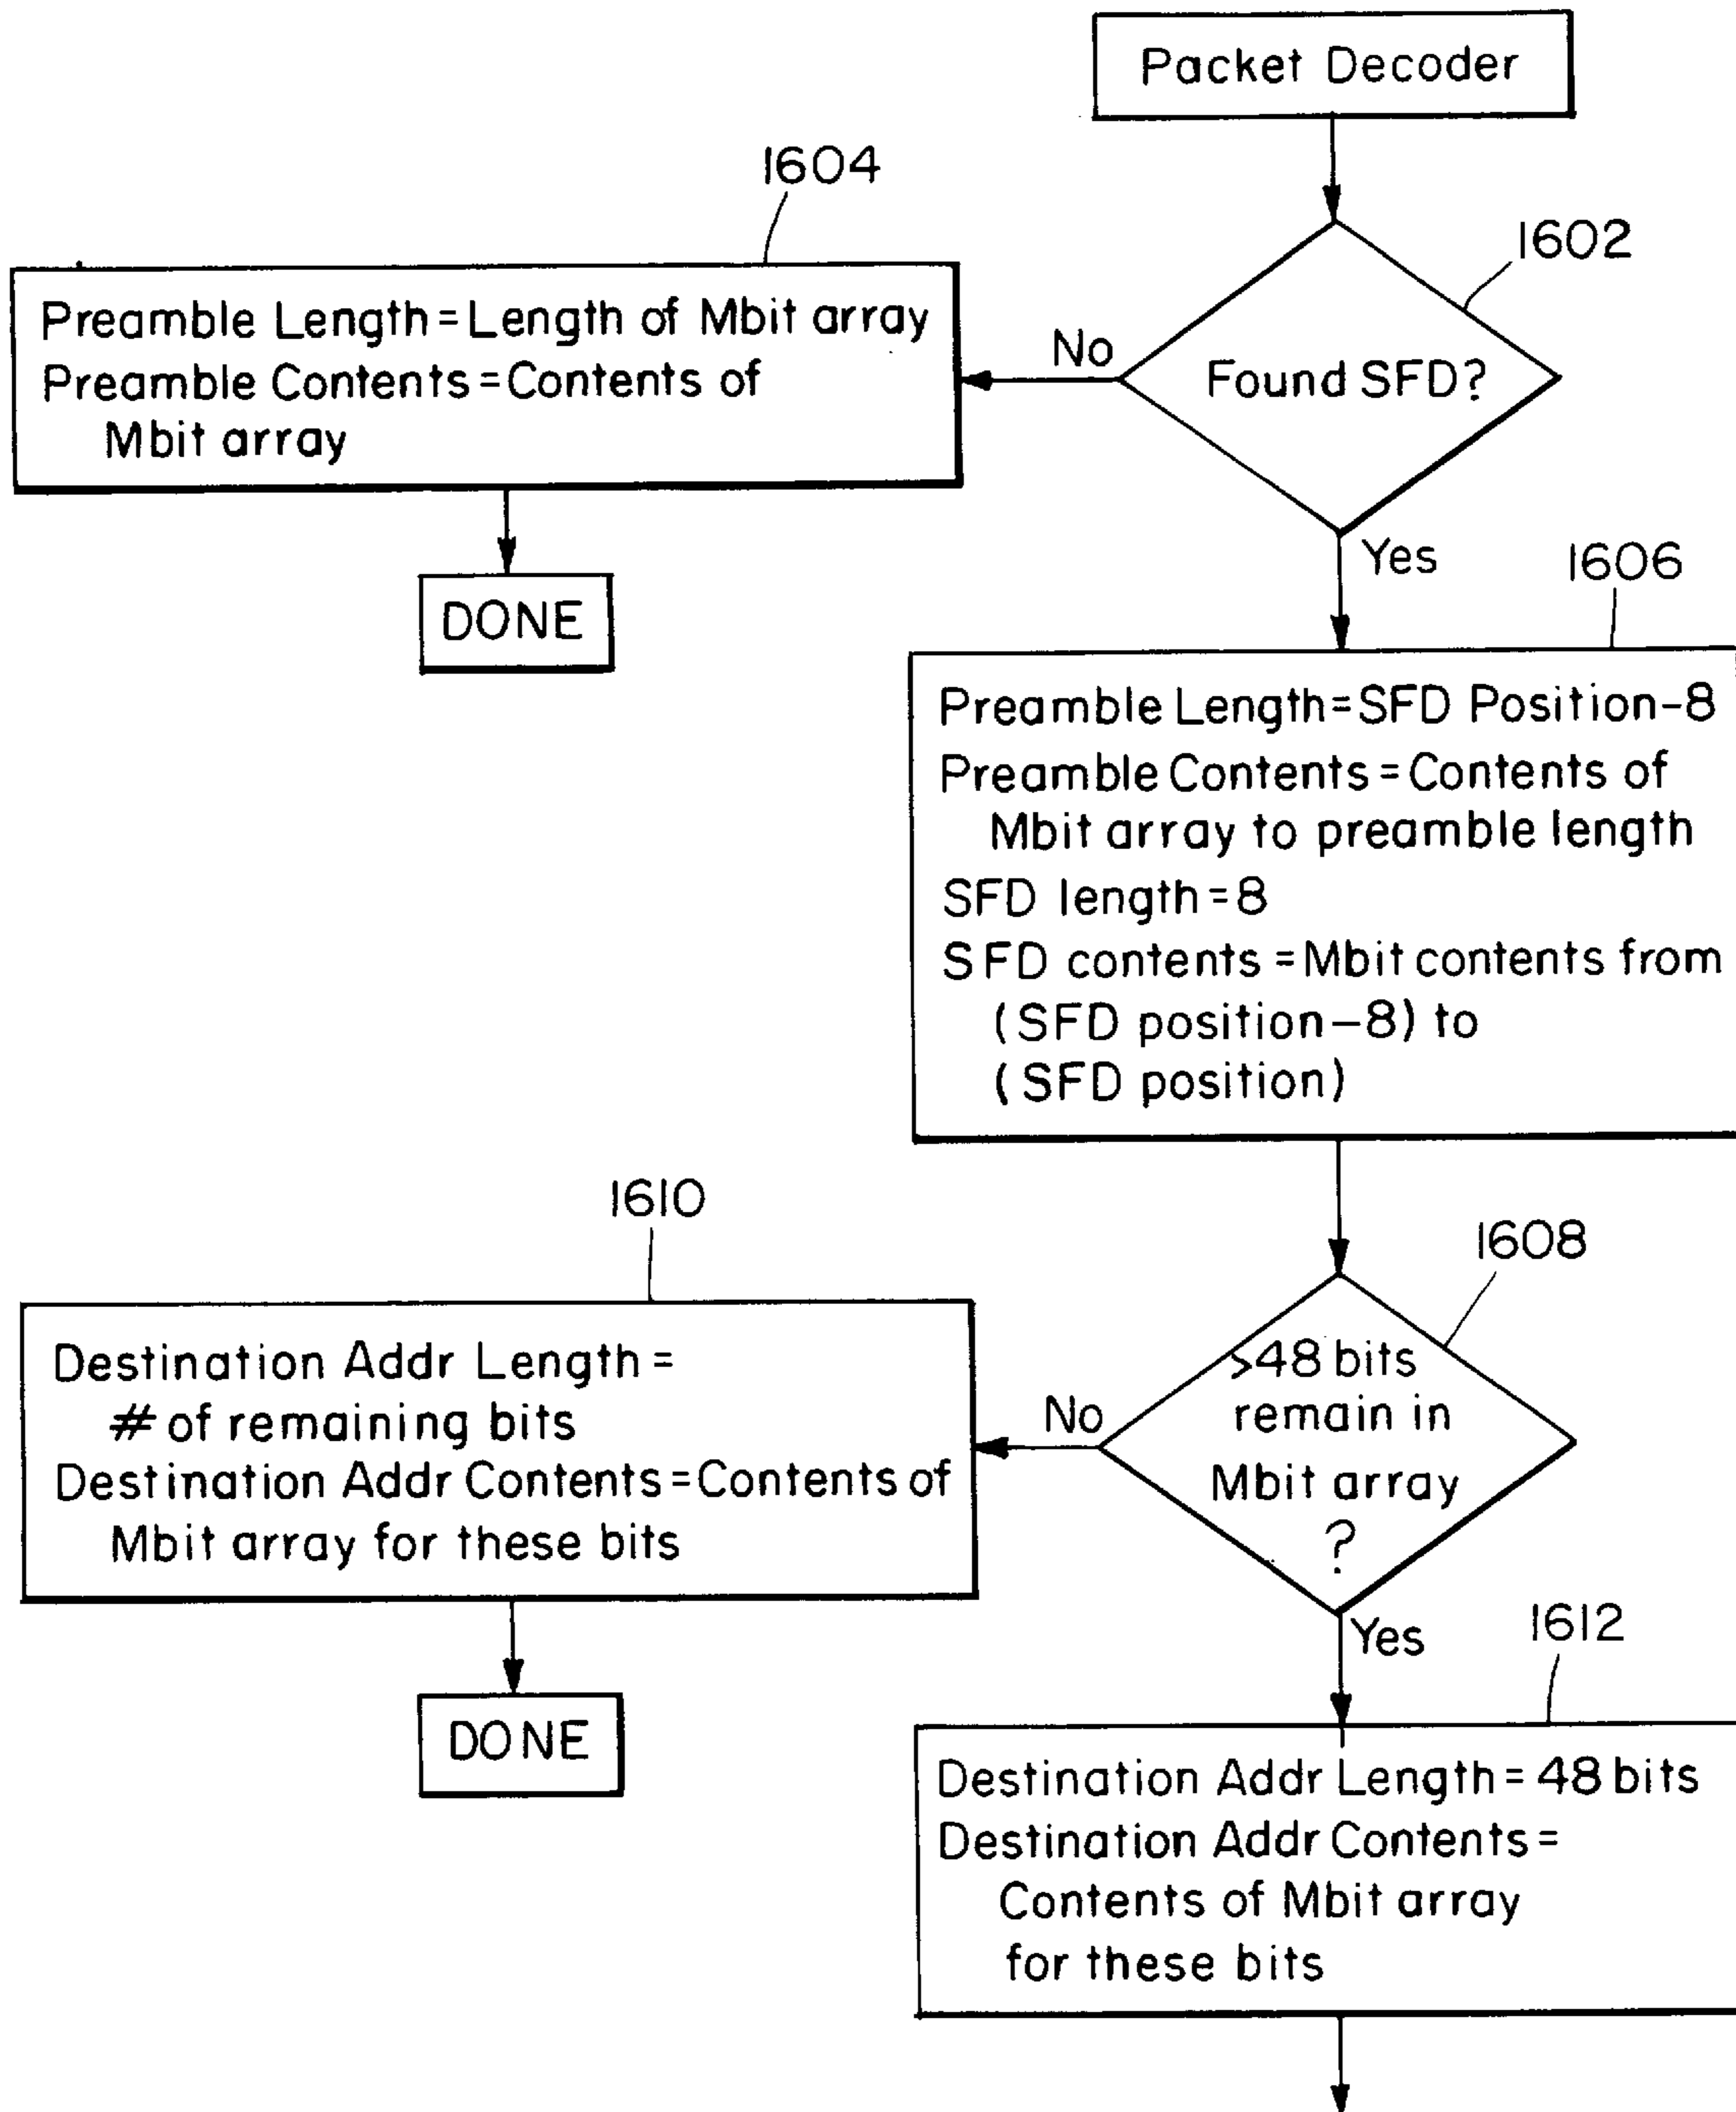 Packet Decoder
1604
1602
Preamble Length=Length of Mbit array
Preamble Contents=Contents of
Mbit array
No
Found SFD?
Yes
DONE
1606
Preamble Length=SFD Position-8
Preamble Contents=Contents of
Mbit array to preamble length
SFD length=8
SFD contents=Mbit contents from
(SFD position-8) to
(SFD position)
1610
1608
Destination Addr Length=
# of remaining bits
Destination Addr Contents=Contents of
Mbit array for these bits
No
>48 bits
remain in
Mbit array
?
Yes
DONE
1612
Destination Addr Length=48 bits
Destination Addr Contents=
Contents of Mbit array
for these bits